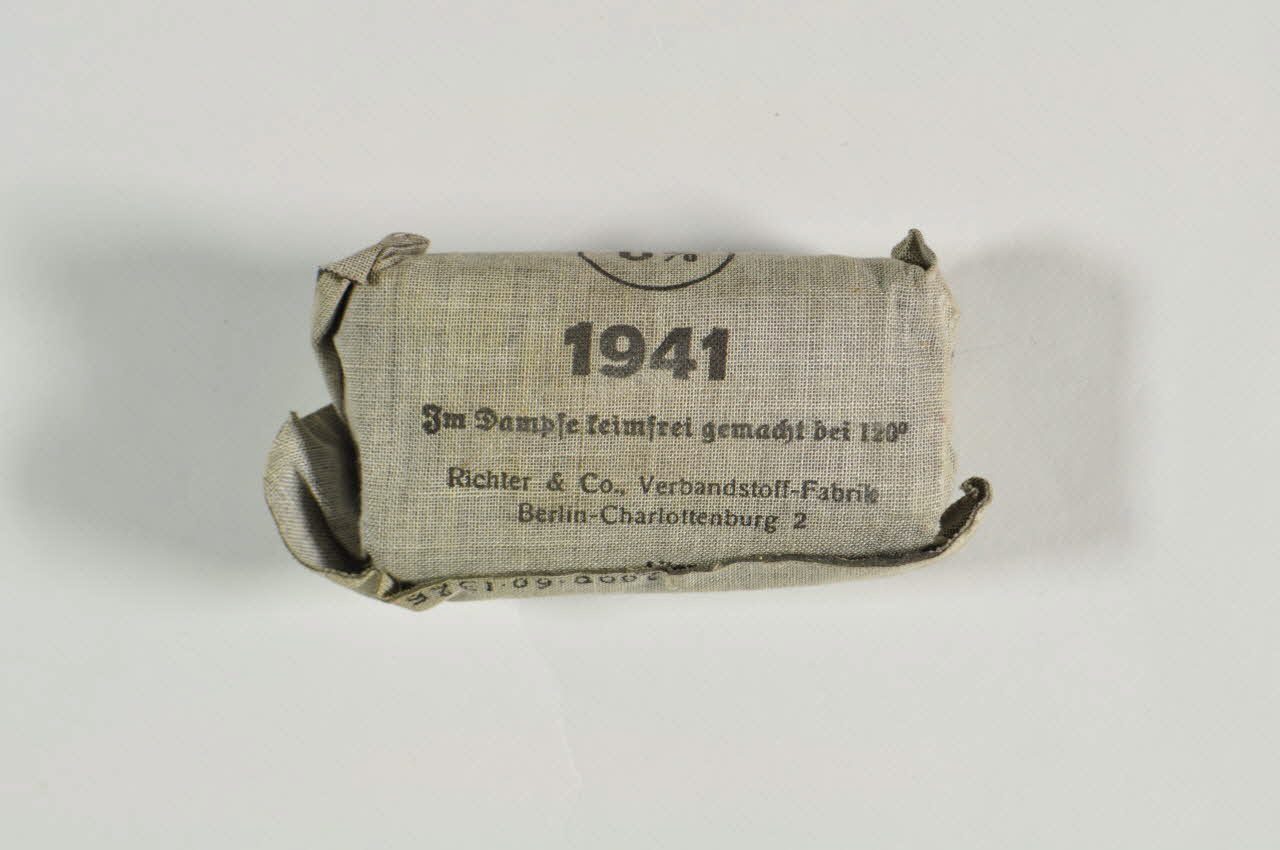 1941
Im Dampfe keimfrei gemacht bei 120°
Richter & Co., Verbandstoff-Fabrik
Berlin-Charlottenburg 2